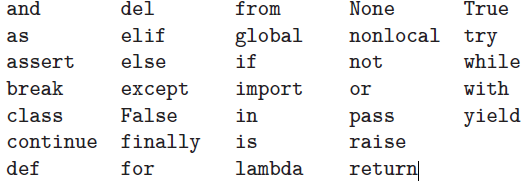 and del from None True
as elif global nonlocal try
assert else if not while
break except import or with
class False in pass yield
continue finally is raise
def for lambda return